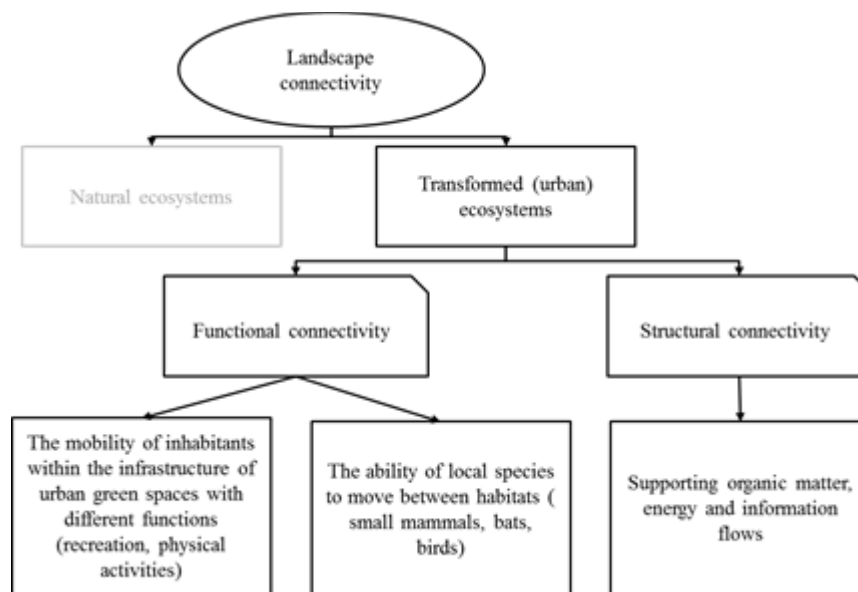 Landscape
connectivity
Natural ecosystems
Transformed (urban)
ecosystems
Functional connectivity
Structural connectivity
The mobility of inhabitants
within the infrastructure of
urban green spaces with
different functions
(recreation, physical
activities)
The ability of local species
to move between habitats (
small mammals, bats,
birds)
Supporting organic matter,
energy and information
flows